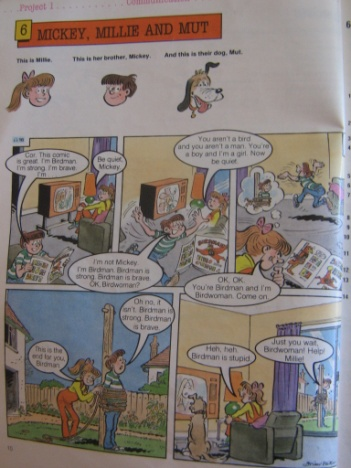 Project 1
Communication
6
MICKEY, MILLIE AND MUT
This is Millie.
This is her brother, Mickey.
And this is their dog, Mut.
Cor. This comic
is great. I'm Birdman.
I'm strong. I'm brave.
I'm
Be quiet,
Mickey.
I'm not Mickey.
I'm Birdman. Birdman is
strong. Birdman is brave.
OK, Birdwoman?
You aren't a bird
and you aren't a man. You're
a boy and I'm a girl. Now
be quiet.
OK, OK.
You're Birdman and I'm
Birdwoman. Come on.
This is the
end for you,
Birdman.
Oh no, it
isn't. Birdman is
strong. Birdman
is brave.
Heh, heh.
Birdman is stupid.
Just you wait,
Birdwoman! Help!
Millie!